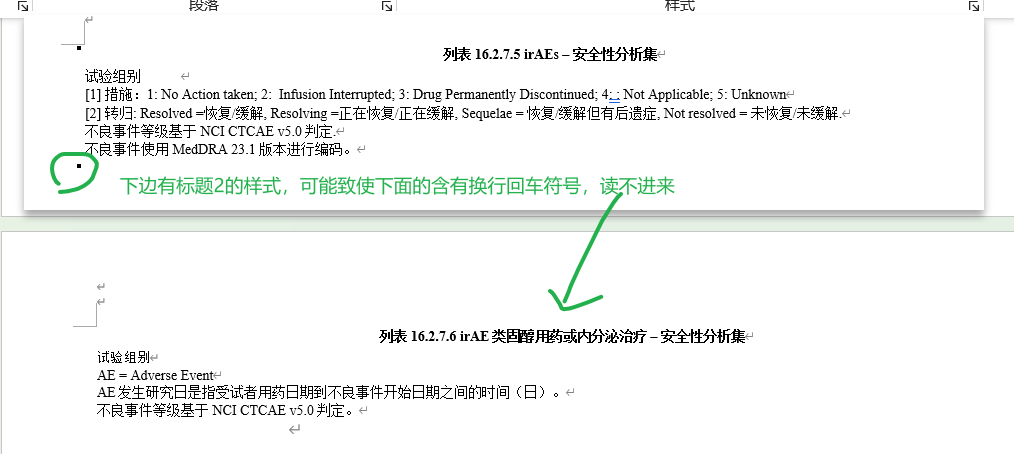 段落
样式
列表 16.2.7.5 irAEs – 安全性分析集
试验组别
[1] 措施：1: No Action taken; 2: Infusion Interrupted; 3: Drug Permanently Discontinued; 4: ; Not Applicable; 5: Unknown
[2] 转归: Resolved =恢复/缓解, Resolving =正在恢复/正在缓解, Sequelae = 恢复/缓解但有后遗症, Not resolved = 未恢复/未缓解.
不良事件等级基于 NCI CTCAE v5.0 判定.
不良事件使用 MedDRA 23.1 版本进行编码。
下边有标题2的样式，可能致使下面的含有换行回车符号，读不进来
列表 16.2.7.6 irAE 类固醇用药或内分泌治疗 – 安全性分析集
试验组别
AE = Adverse Event
AE 发生研究日是指受试者用药日期到不良事件开始日期之间的时间（日）。
不良事件等级基于 NCI CTCAE v5.0 判定。